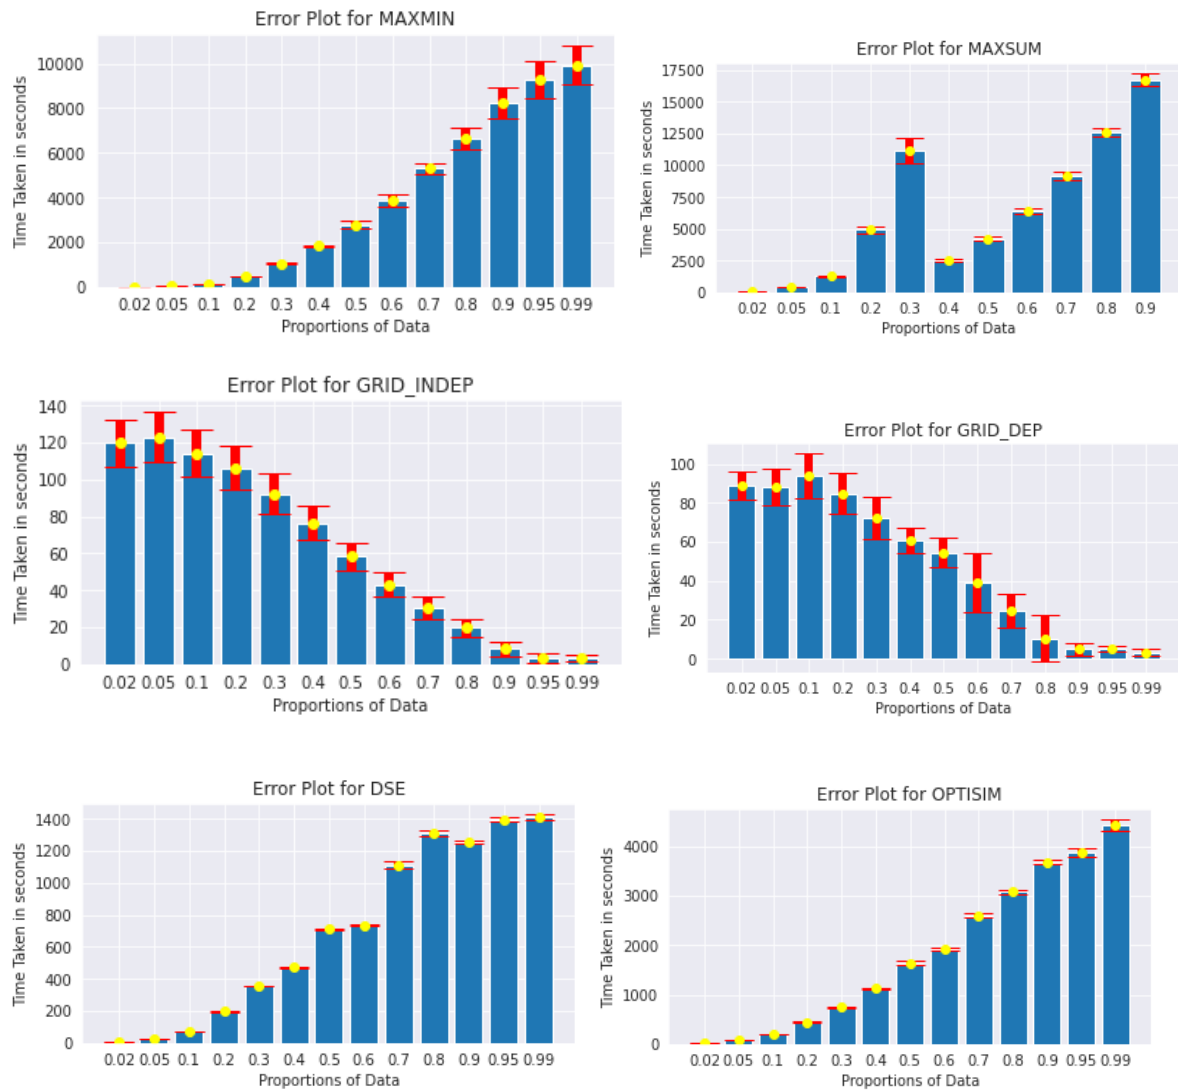 Error Plot for MAXMIN
Time Taken in seconds
10000
8000
6000
4000
2000
0
0.02 0.05 0.1 0.2 0.3 0.4 0.5 0.6 0.7 0.8 0.9 0.95 0.99
Proportions of Data
Error Plot for MAXSUM
Time Taken in seconds
17500
15000
12500
10000
7500
5000
2500
0
0.02 0.05 0.1 0.2 0.3 0.4 0.5 0.6 0.7 0.8 0.9
Proportions of Data
Error Plot for GRID_INDEP
Time Taken in seconds
140
120
100
80
60
40
20
0
0.02 0.05 0.1 0.2 0.3 0.4 0.5 0.6 0.7 0.8 0.9 0.95 0.99
Proportions of Data
Error Plot for GRID_DEP
Time Taken in seconds
100
80
60
40
20
0
0.02 0.05 0.1 0.2 0.3 0.4 0.5 0.6 0.7 0.8 0.9 0.95 0.99
Proportions of Data
Error Plot for DSE
Time Taken in seconds
1400
1200
1000
800
600
400
200
0
0.02 0.05 0.1 0.2 0.3 0.4 0.5 0.6 0.7 0.8 0.9 0.95 0.99
Proportions of Data
Error Plot for OPTISIM
Time Taken in seconds
4000
3000
2000
1000
0
0.02 0.05 0.1 0.2 0.3 0.4 0.5 0.6 0.7 0.8 0.9 0.95 0.99
Proportions of Data